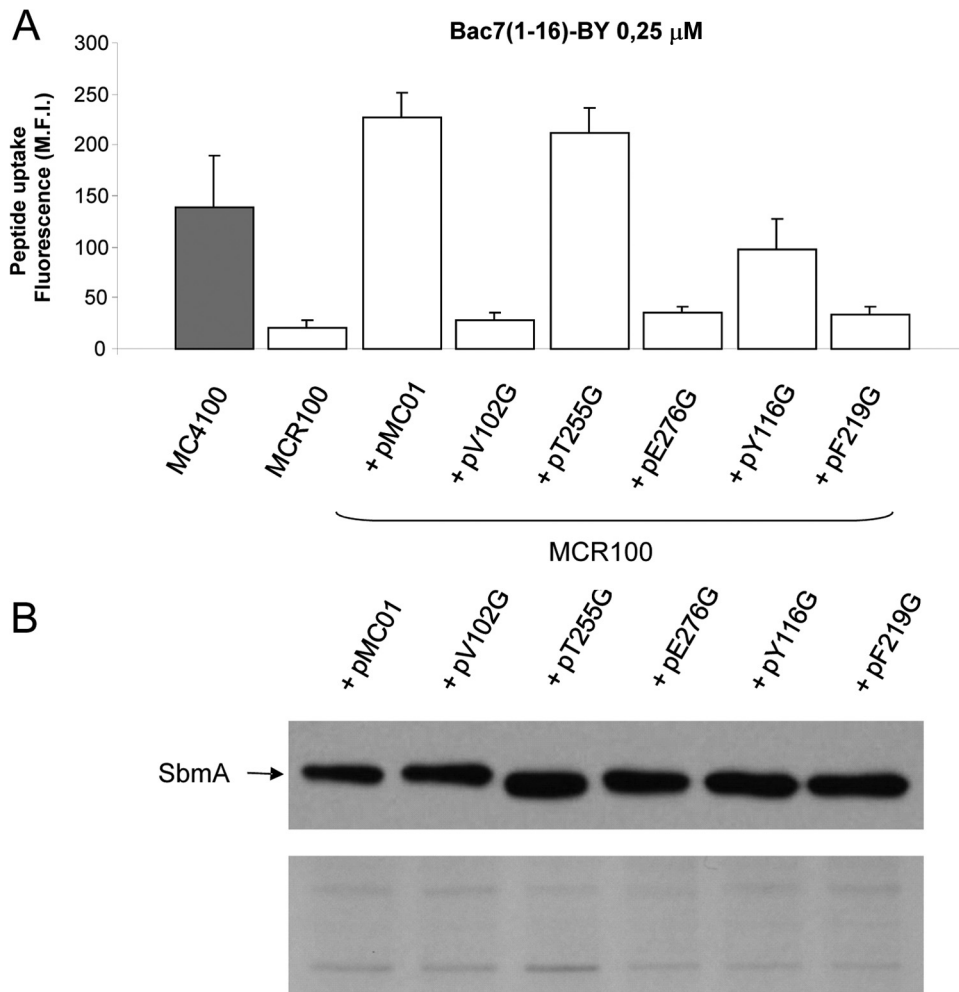 A
Bac7(1-16)-BY 0,25 μM
Peptide uptake
Fluorescence (M.F.I.)
300
250
200
150
100
50
0
MC4100
MCR100
+ pMC01
+ pV102G
+ pT255G
+ pE276G
+ pY116G
+ pF219G
MCR100
B
+ pMC01
+ pV102G
+ pT255G
+ pE276G
+ pY116G
+ pF219G
SbmA